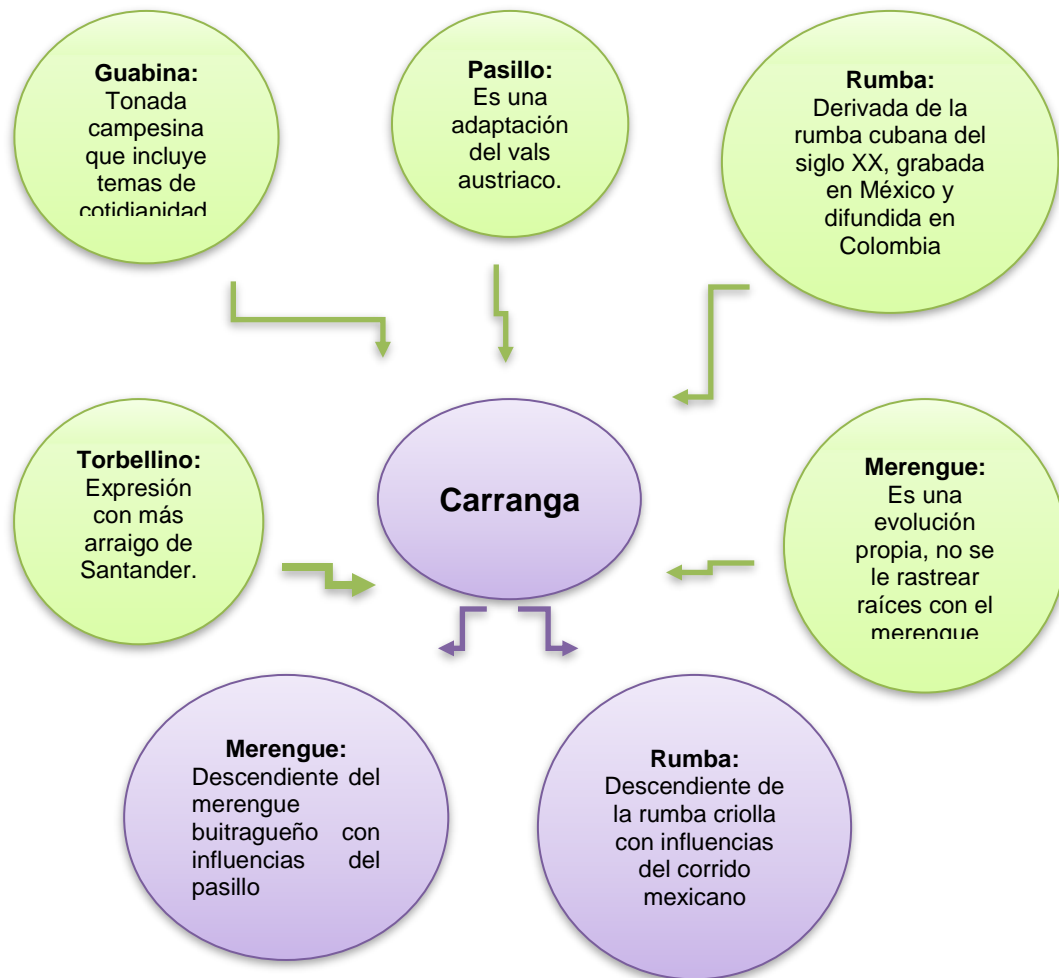 Guabina:
Tonada
campesina
que incluye
temas de
cotidianidad
Pasillo:
Es una
adaptación
del vals
austriaco.
Rumba:
Derivada de la
rumba cubana del
siglo XX, grabada
en México y
difundida en
Colombia
Torbellino:
Expresión
con más
arraigo de
Santander.
Carranga
Merengue:
Es una
evolución
propia, no se
le rastrear
raíces con el
merengue
Merengue:
Descendiente del
merengue
buitragueño con
influencias del
pasillo
Rumba:
Descendiente de
la rumba criolla
con influencias
del corrido
mexicano